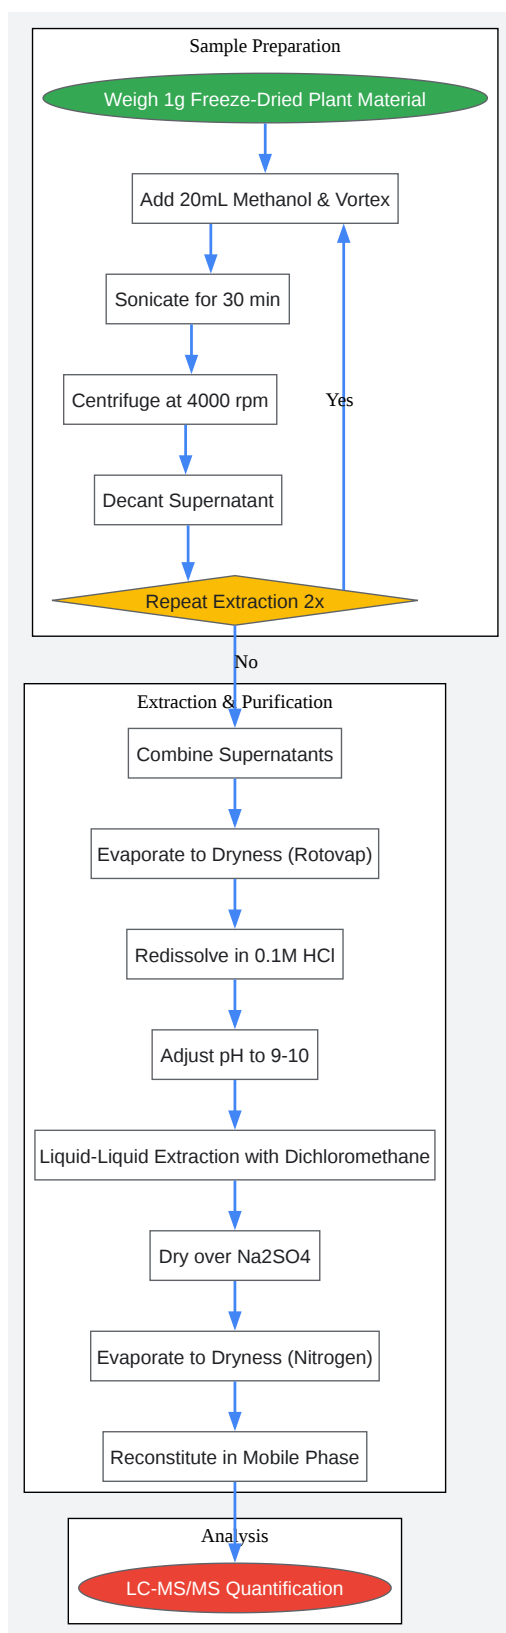 Sample Preparation
Weigh 1g Freeze-Dried Plant Material
Add 20mL Methanol & Vortex
Sonicate for 30 min
Centrifuge at 4000 rpm
Yes
Decant Supernatant
Repeat Extraction 2x
No
Extraction & Purification
Combine Supernatants
Evaporate to Dryness (Rotovap)
Redissolve in 0.1M HCl
Adjust pH to 9-10
Liquid-Liquid Extraction with Dichloromethane
Dry over Na2SO4
Evaporate to Dryness (Nitrogen)
Reconstitute in Mobile Phase
Analysis
LC-MS/MS Quantification